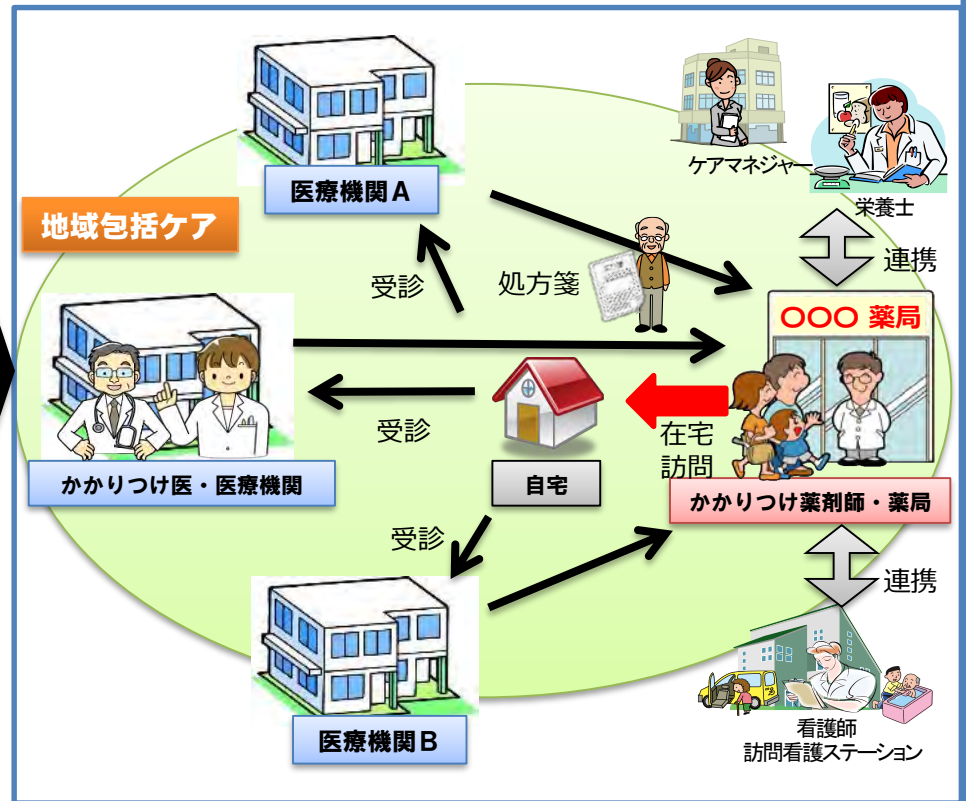 ケアマネジャー
栄養士
医療機関A
地域包括ケア
連携
受診
処方箋
〇〇〇 薬局
受診
在宅
訪問
かかりつけ医・医療機関
自宅
かかりつけ薬剤師・薬局
受診
連携
医療機関B
看護師
訪問看護ステーション